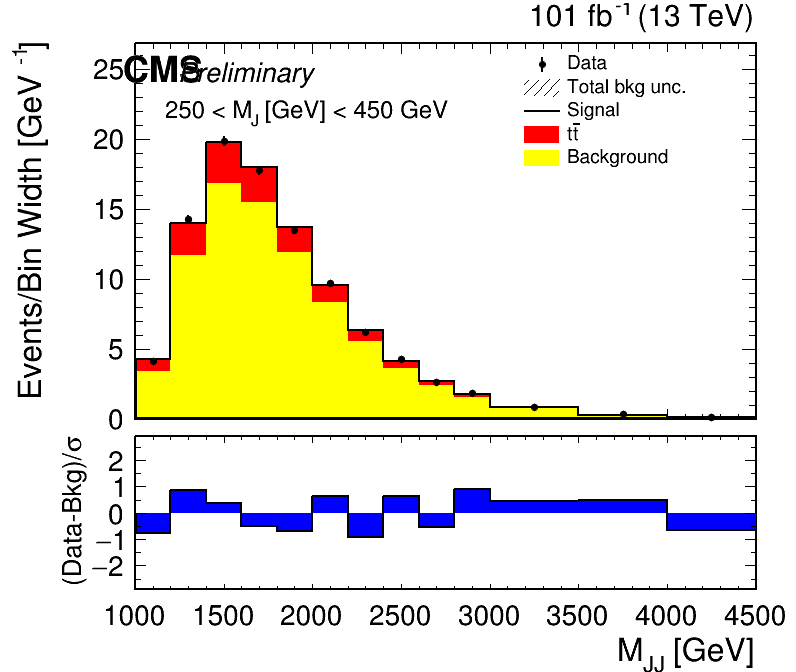 101 fb⁻¹ (13 TeV)
CMS Preliminary
250 < M_J [GeV] < 450 GeV
Data
Total bkg unc.
Signal
tt̄
Background
Events/Bin Width [GeV⁻¹]
25
20
15
10
5
0
(Data-Bkg)/σ
2
1
0
−1
−2
1000 1500 2000 2500 3000 3500 4000 4500
M_JJ [GeV]